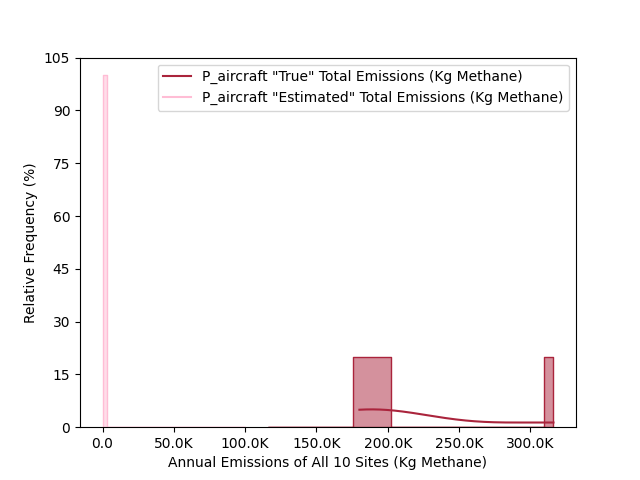 P_aircraft "True" Total Emissions (Kg Methane)
P_aircraft "Estimated" Total Emissions (Kg Methane)
Relative Frequency (%)
105
90
75
60
45
30
15
0
0.0 50.0K 100.0K 150.0K 200.0K 250.0K 300.0K
Annual Emissions of All 10 Sites (Kg Methane)